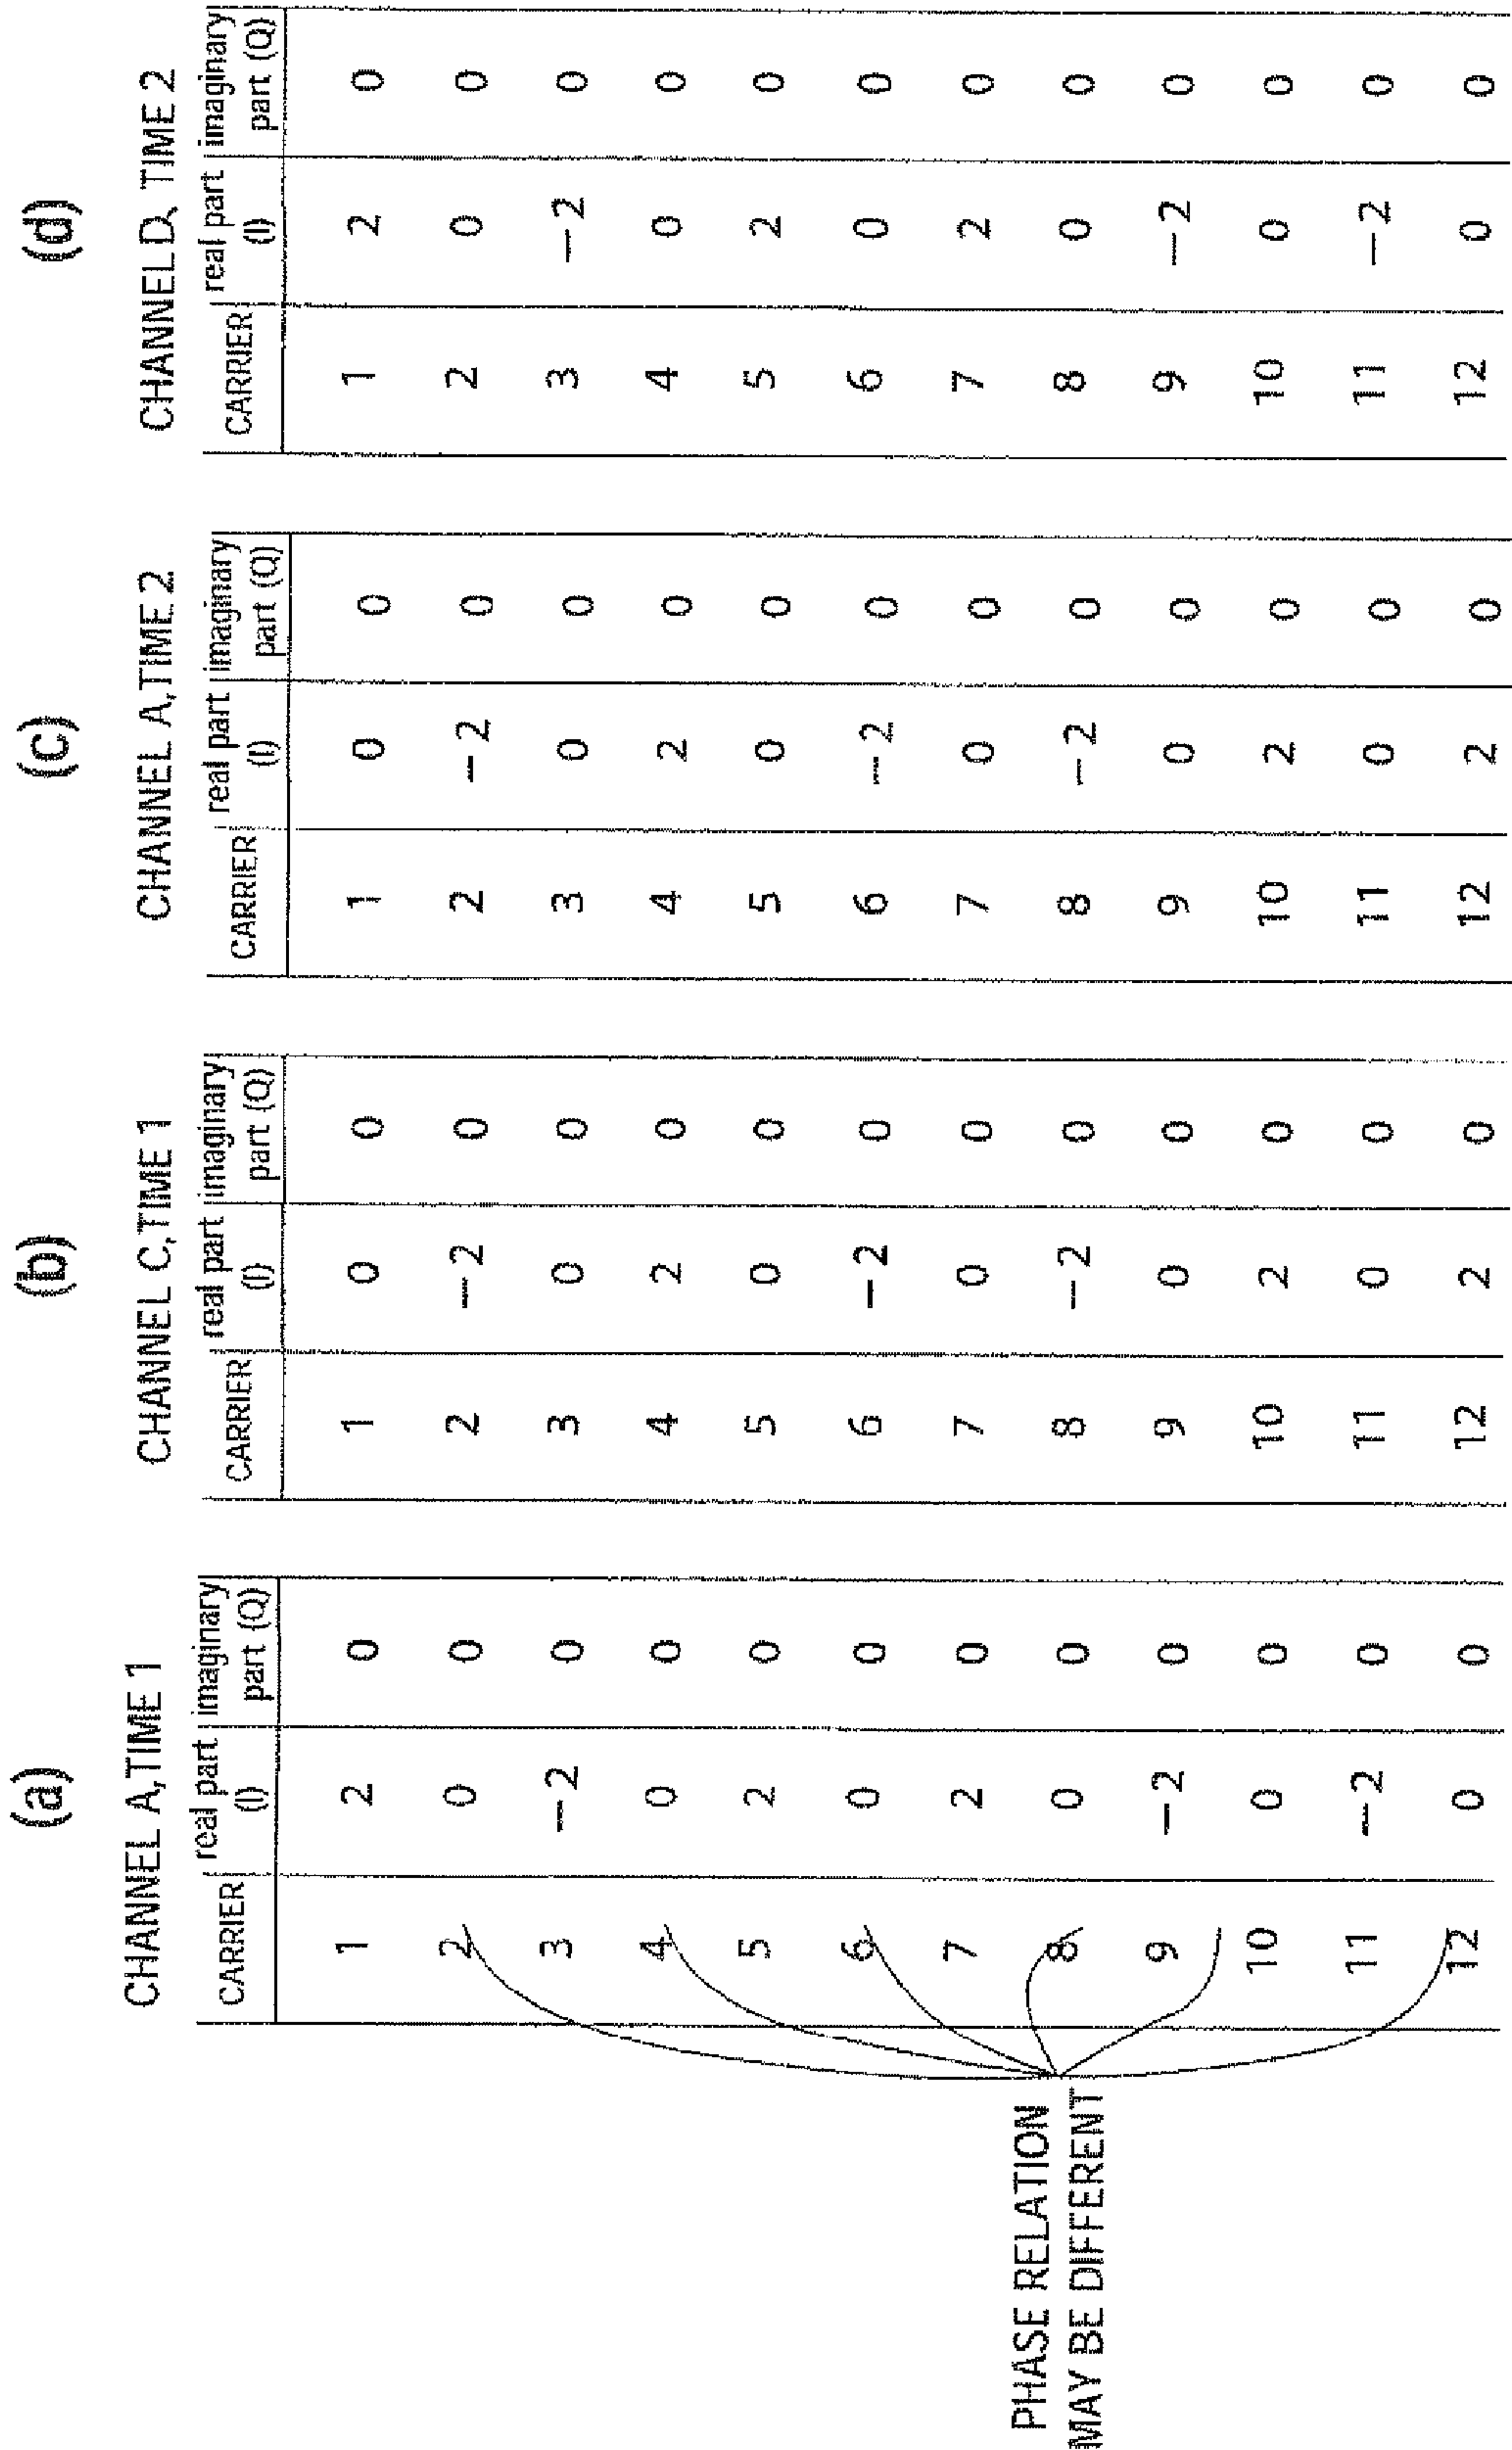 (a)
CHANNEL A, TIME 1
CARRIER real part (I) imaginary part (Q)
1 2 0
2 0 0
3 −2 0
4 0 0
5 2 0
6 0 0
7 2 0
8 0 0
9 −2 0
10 0 0
11 −2 0
12 0 0
PHASE RELATION
MAY BE DIFFERENT
(b)
CHANNEL C, TIME 1
CARRIER real part (I) imaginary part (Q)
1 0 0
2 −2 0
3 0 0
4 2 0
5 0 0
6 −2 0
7 0 0
8 −2 0
9 0 0
10 2 0
11 0 0
12 2 0
(c)
CHANNEL A, TIME 2
CARRIER real part (I) imaginary part (Q)
1 0 0
2 −2 0
3 0 0
4 2 0
5 0 0
6 −2 0
7 0 0
8 −2 0
9 0 0
10 2 0
11 0 0
12 2 0
(d)
CHANNEL D, TIME 2
CARRIER real part (I) imaginary part (Q)
1 2 0
2 0 0
3 −2 0
4 0 0
5 2 0
6 0 0
7 2 0
8 0 0
9 −2 0
10 0 0
11 −2 0
12 0 0